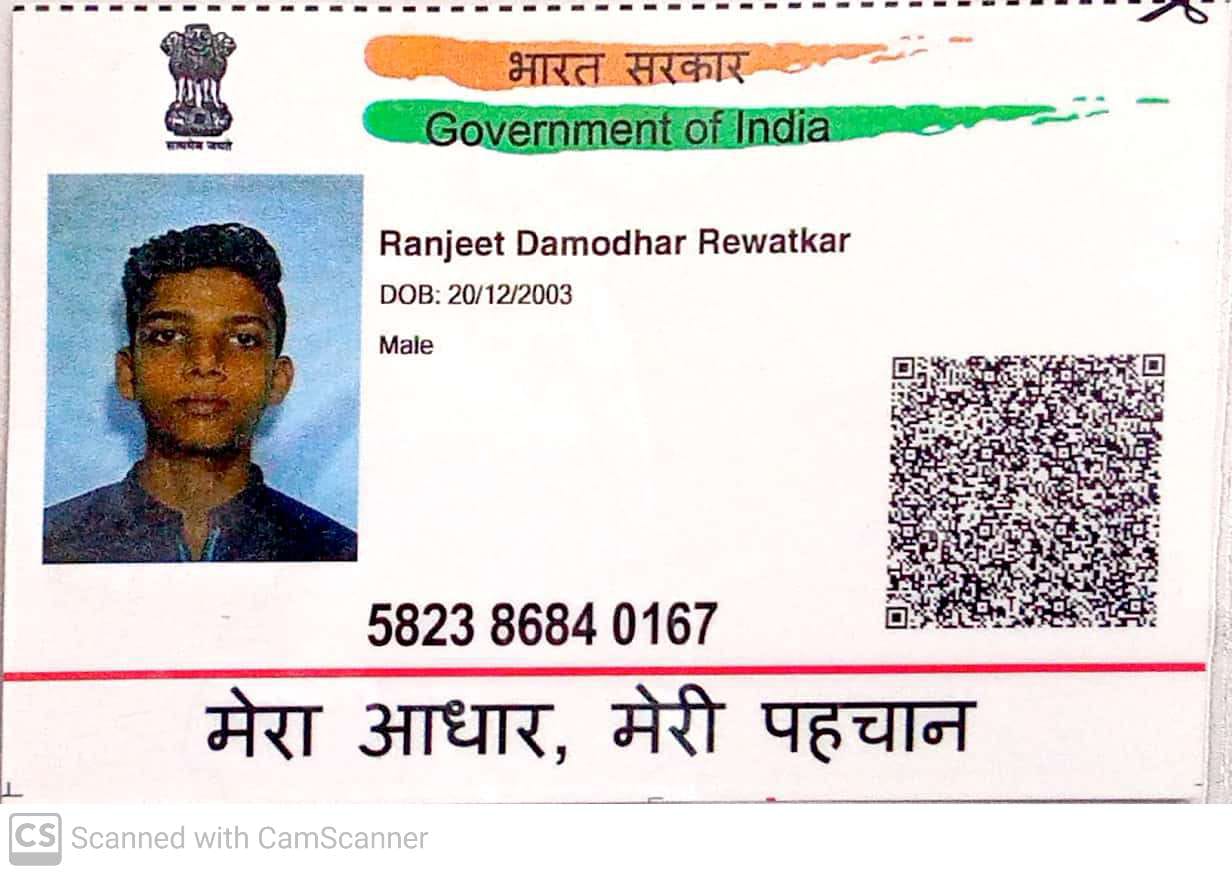 भारत सरकार
Government of India
सत्यमेव जयते
Ranjeet Damodhar Rewatkar
DOB: 20/12/2003
Male
5823 8684 0167
मेरा आधार, मेरी पहचान
CS Scanned with CamScanner